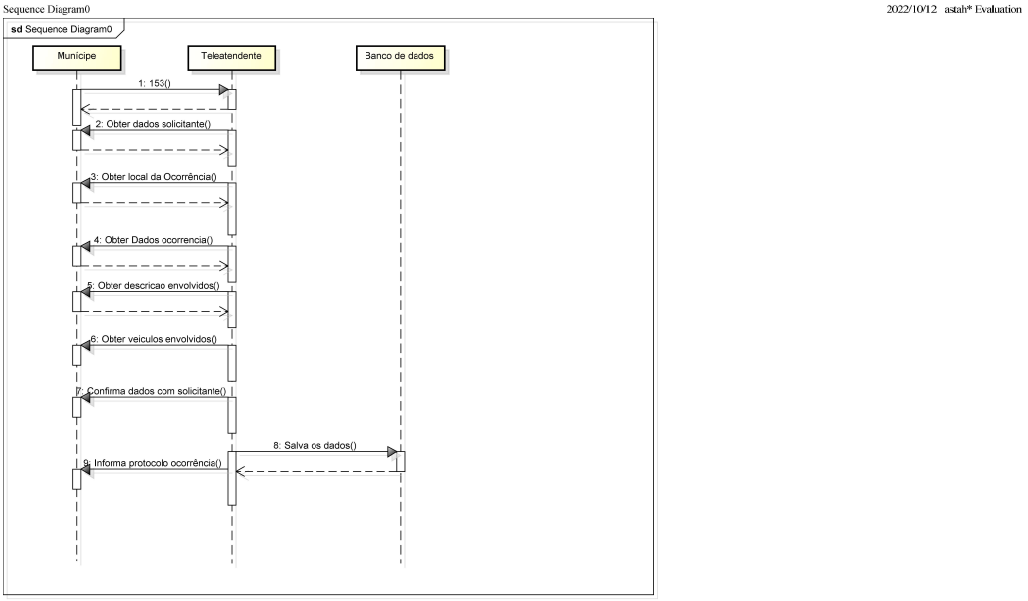 Sequence Diagram0
2022/10/12 astah* Evaluation
sd Sequence Diagram0
Munícipe
Teleatendente
Banco de dados
1: 153()
2: Obter dados solicitante()
3: Obter local da Ocorrência()
4: Obter Dados ocorrencia()
5: Obter descricao envolvidos()
6: Obter veiculos envolvidos()
7: Confirma dados com solicitante()
8: Salva os dados()
9: Informa protocolo ocorrência()